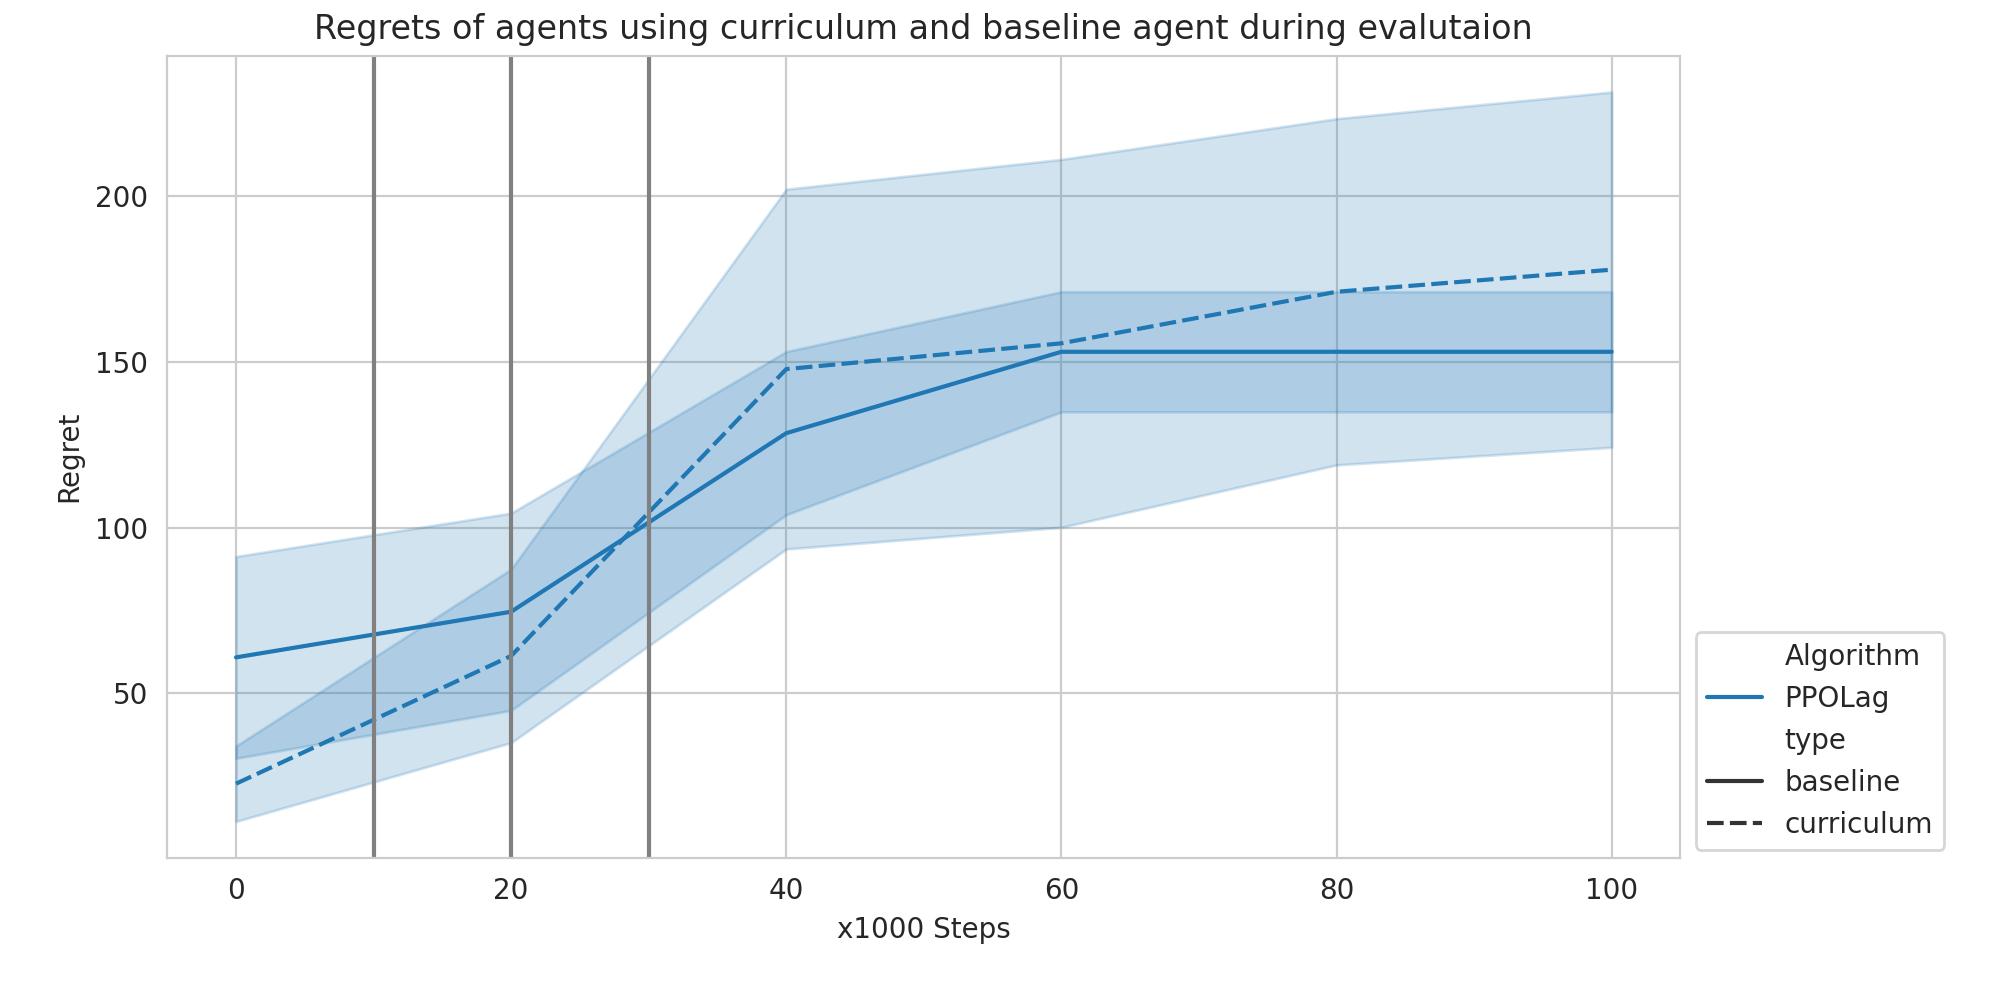 Regrets of agents using curriculum and baseline agent during evalutaion
200
150
100
50
Regret
0 20 40 60 80 100
x1000 Steps
Algorithm
PPOLag
type
baseline
curriculum